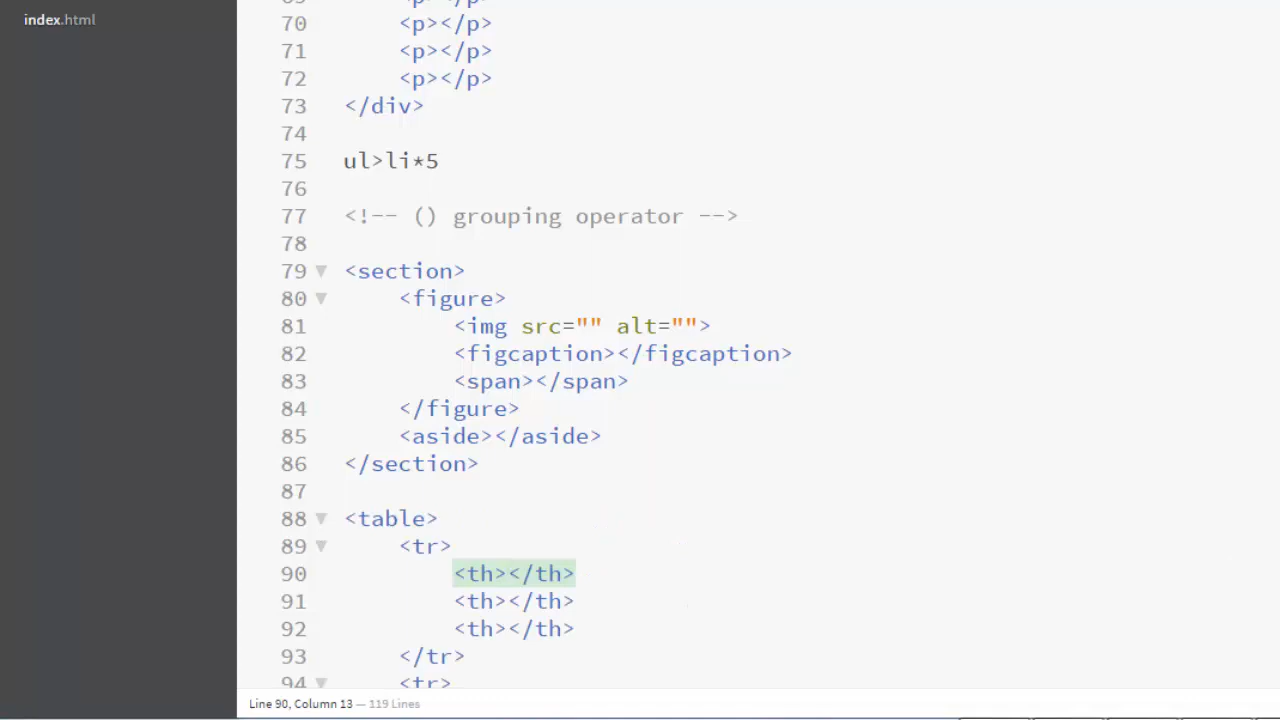 index.html
69 <p></p>
70 <p></p>
71 <p></p>
72 <p></p>
73 </div>
74
75 ul>li*5
76
77 <!-- () grouping operator -->
78
79 <section>
80 <figure>
81 <img src="" alt="">
82 <figcaption></figcaption>
83 <span></span>
84 </figure>
85 <aside></aside>
86 </section>
87
88 <table>
89 <tr>
90 <th></th>
91 <th></th>
92 <th></th>
93 </tr>
94 <tr>
Line 90, Column 13 — 119 Lines